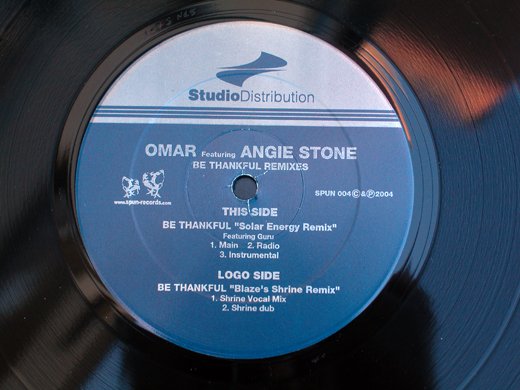 StudioDistribution
OMAR Featuring ANGIE STONE
BE THANKFUL REMIXES
www.spun-records.com
SPUN 004©&℗2004
THIS SIDE
BE THANKFUL "Solar Energy Remix"
Featuring Guru
1. Main 2. Radio
3. Instrumental
LOGO SIDE
BE THANKFUL "Blaze's Shrine Remix"
1. Shrine Vocal Mix
2. Shrine dub